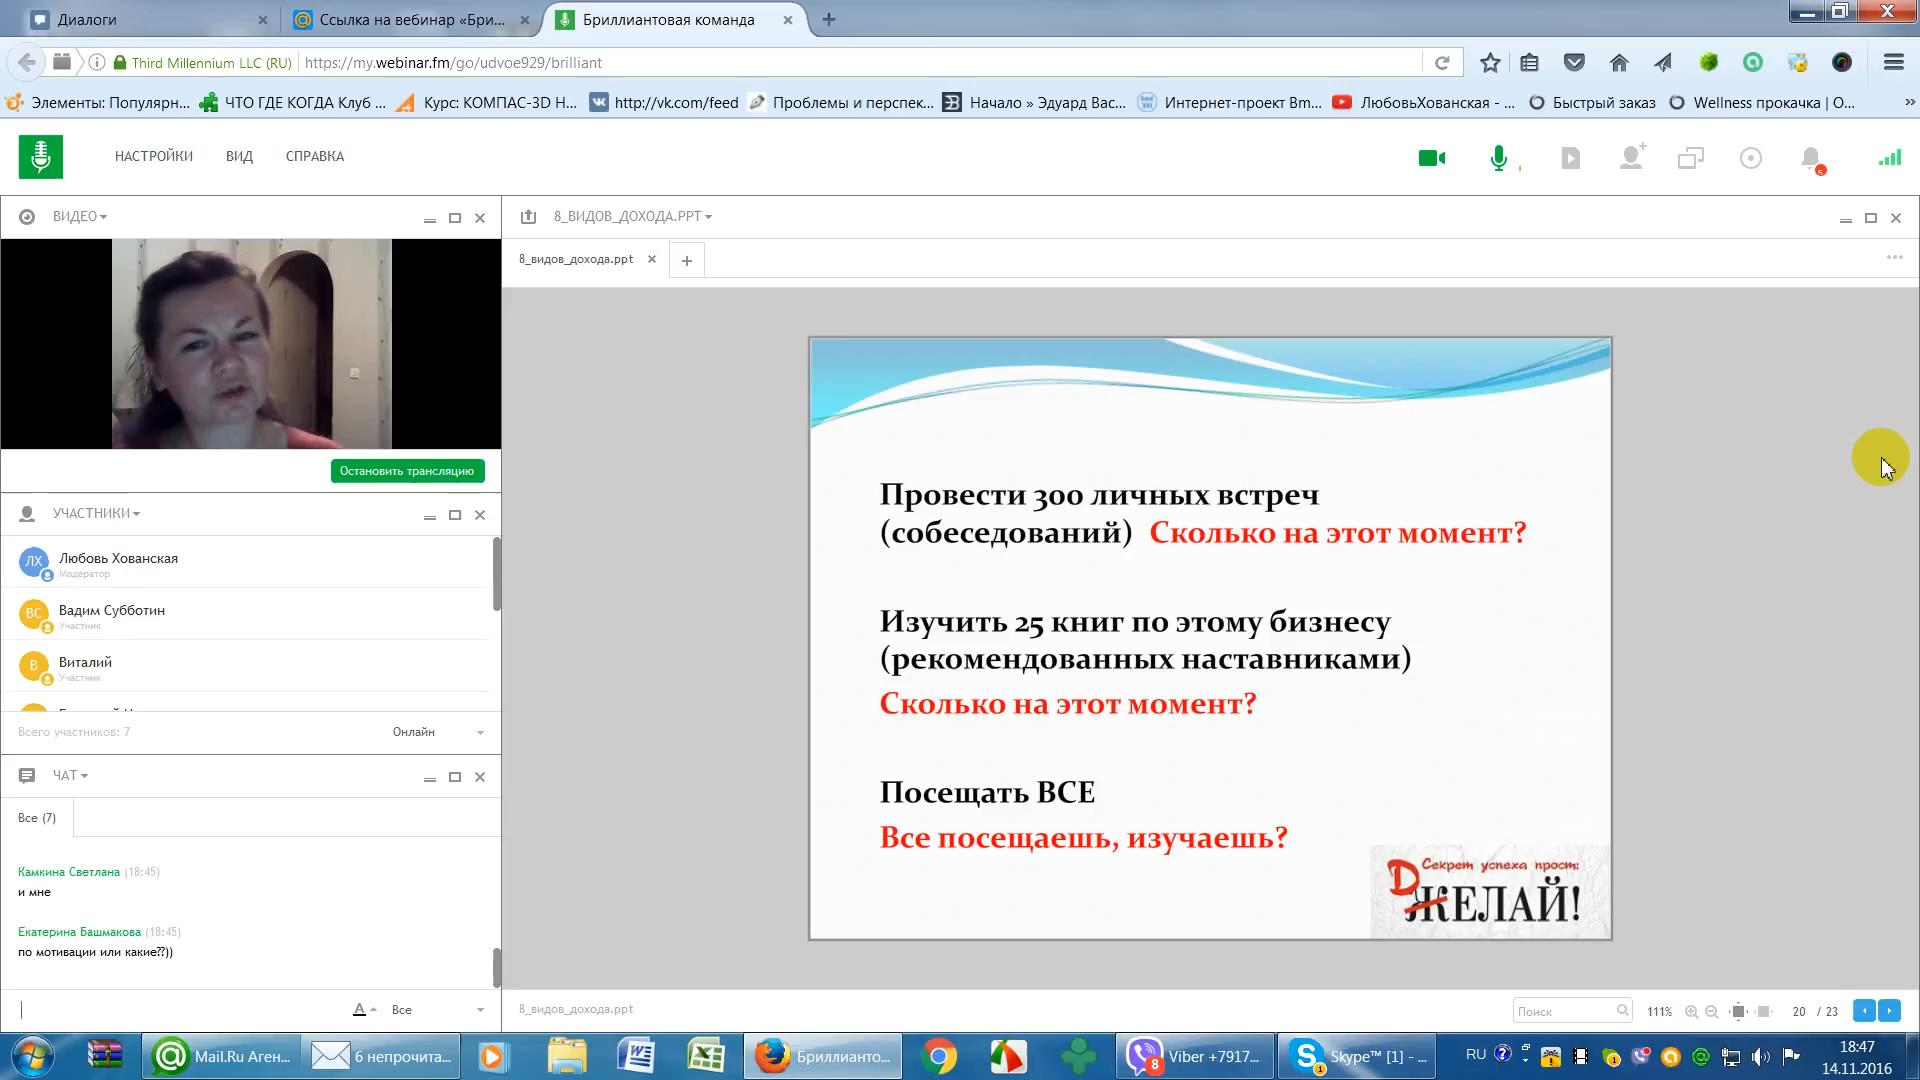 Диалоги
Ссылка на вебинар «Бри...
Бриллиантовая команда
Third Millennium LLC (RU)
https://my.webinar.fm/go/udvoe929/brilliant
Элементы: Популярн...
ЧТО ГДЕ КОГДА Клуб ...
Курс: КОМПАС-3D Н...
http://vk.com/feed
Проблемы и перспек...
Начало » Эдуард Вас...
Интернет-проект Bm...
ЛюбовьХованская - ...
Быстрый заказ
Wellness прокачка | О...
НАСТРОЙКИ
ВИД
СПРАВКА
ВИДЕО
8_ВИДОВ_ДОХОДА.PPT
8_видов_дохода.ppt
Остановить трансляцию
УЧАСТНИКИ
ЛХ
Любовь Хованская
Модератор
ВС
Вадим Субботин
Участник
В
Виталий
Участник
Всего участников: 7
Онлайн
ЧАТ
Все (7)
Камкина Светлана (18:45)
и мне
Екатерина Башмакова (18:45)
по мотивации или какие??))
A
Все
Провести 300 личных встреч
(собеседований) Сколько на этот момент?
Изучить 25 книг по этому бизнесу
(рекомендованных наставниками)
Сколько на этот момент?
Посещать ВСЕ
Все посещаешь, изучаешь?
Секрет успеха прост:
DЖЕЛАЙ!
8_видов_дохода.ppt
Поиск
111%
20 / 23
Mail.Ru Аген...
6 непрочита...
Бриллианто...
8
Viber +7917...
Skype™ [1] - ...
RU
18:47
14.11.2016